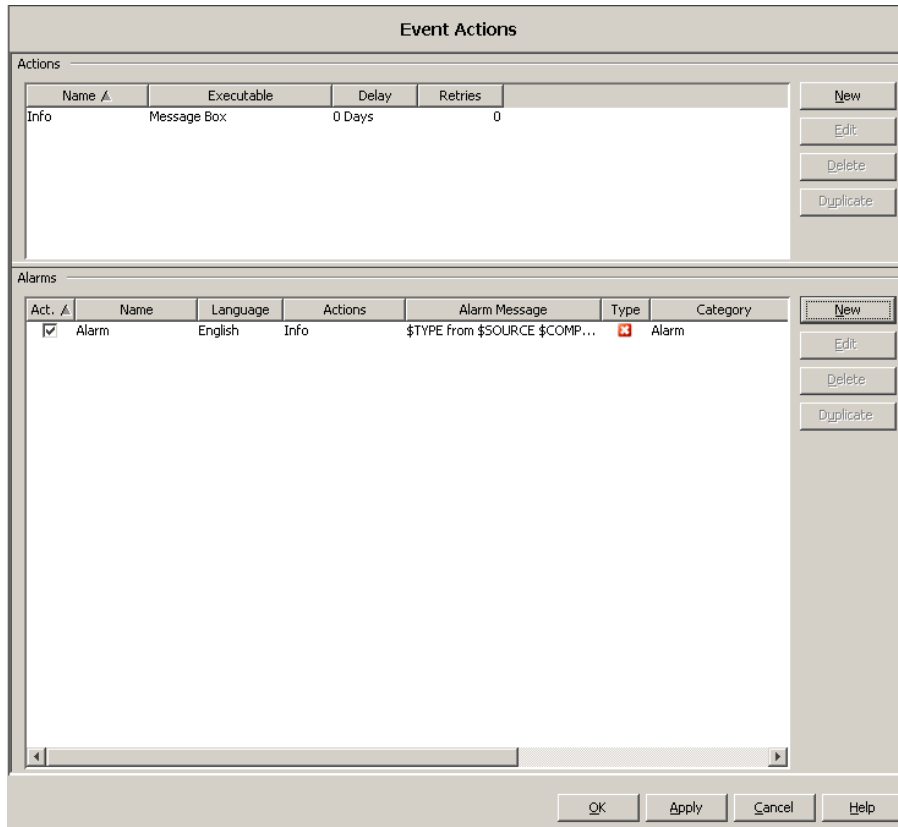 Event Actions
Actions
Name Executable Delay Retries
Info Message Box 0 Days 0
New
Edit
Delete
Duplicate
Alarms
Act. Name Language Actions Alarm Message Type Category
Alarm English Info $TYPE from $SOURCE $COMP... Alarm
New
Edit
Delete
Duplicate
OK Apply Cancel Help